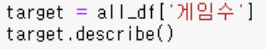 target = all_df['게임수']
target.describe()